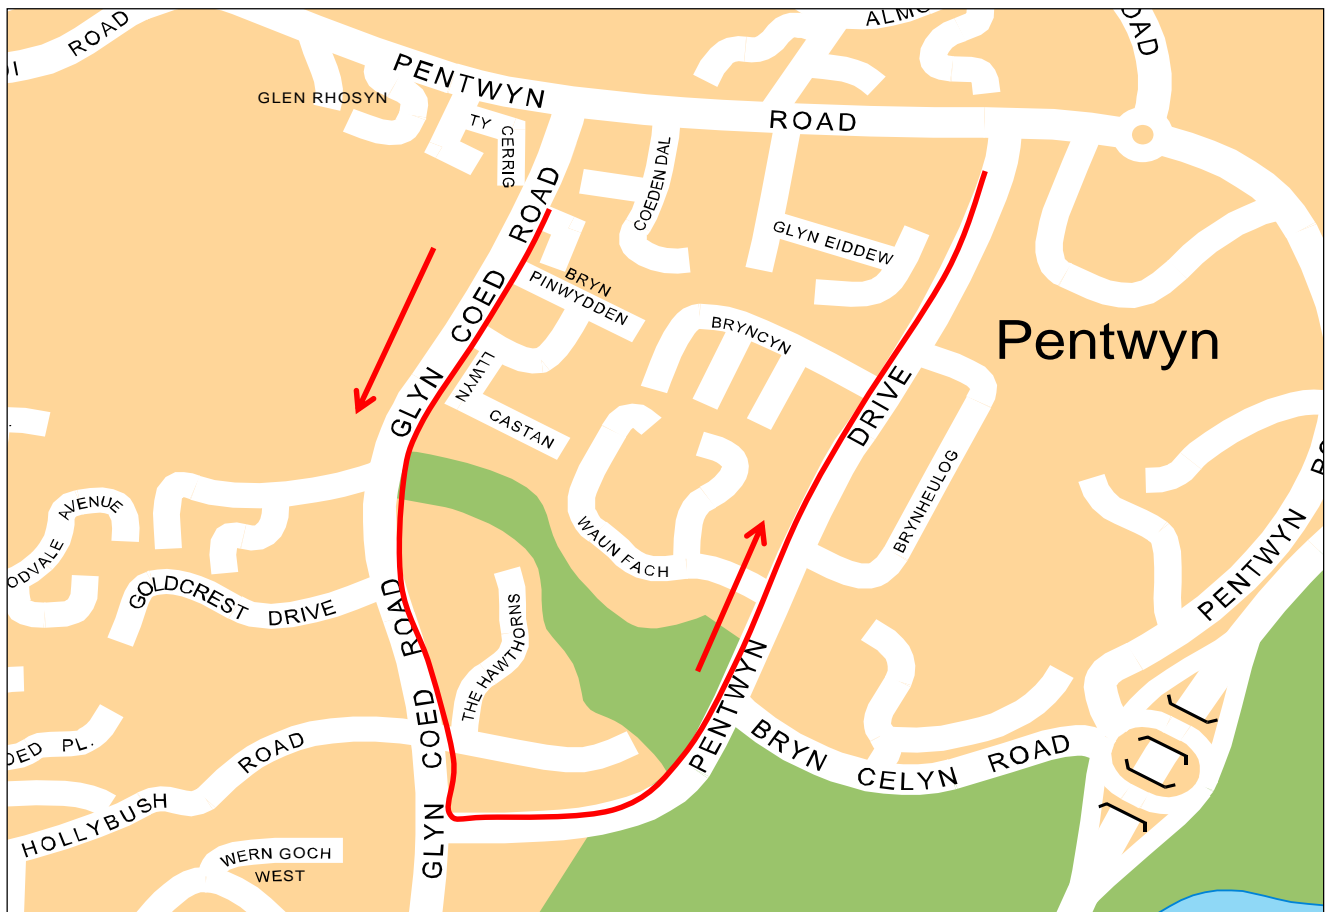 ROAD
PENTWYN
ROAD
GLEN RHOSYN
TY
CERRIG
COEDEN DAL
GLYN EIDDEW
GLYN COED ROAD
BRYN
PINWYDDEN
BRYNCYN
Pentwyn
LLWYN
CASTAN
DRIVE
BRYNHEULOG
WAUN FACH
AVENUE
GOLDCREST DRIVE
THE HAWTHORNS
GLYN COED ROAD
PENTWYN
PENTWYN
BRYN CELYN ROAD
PL.
HOLLYBUSH ROAD
WERN GOCH
WEST